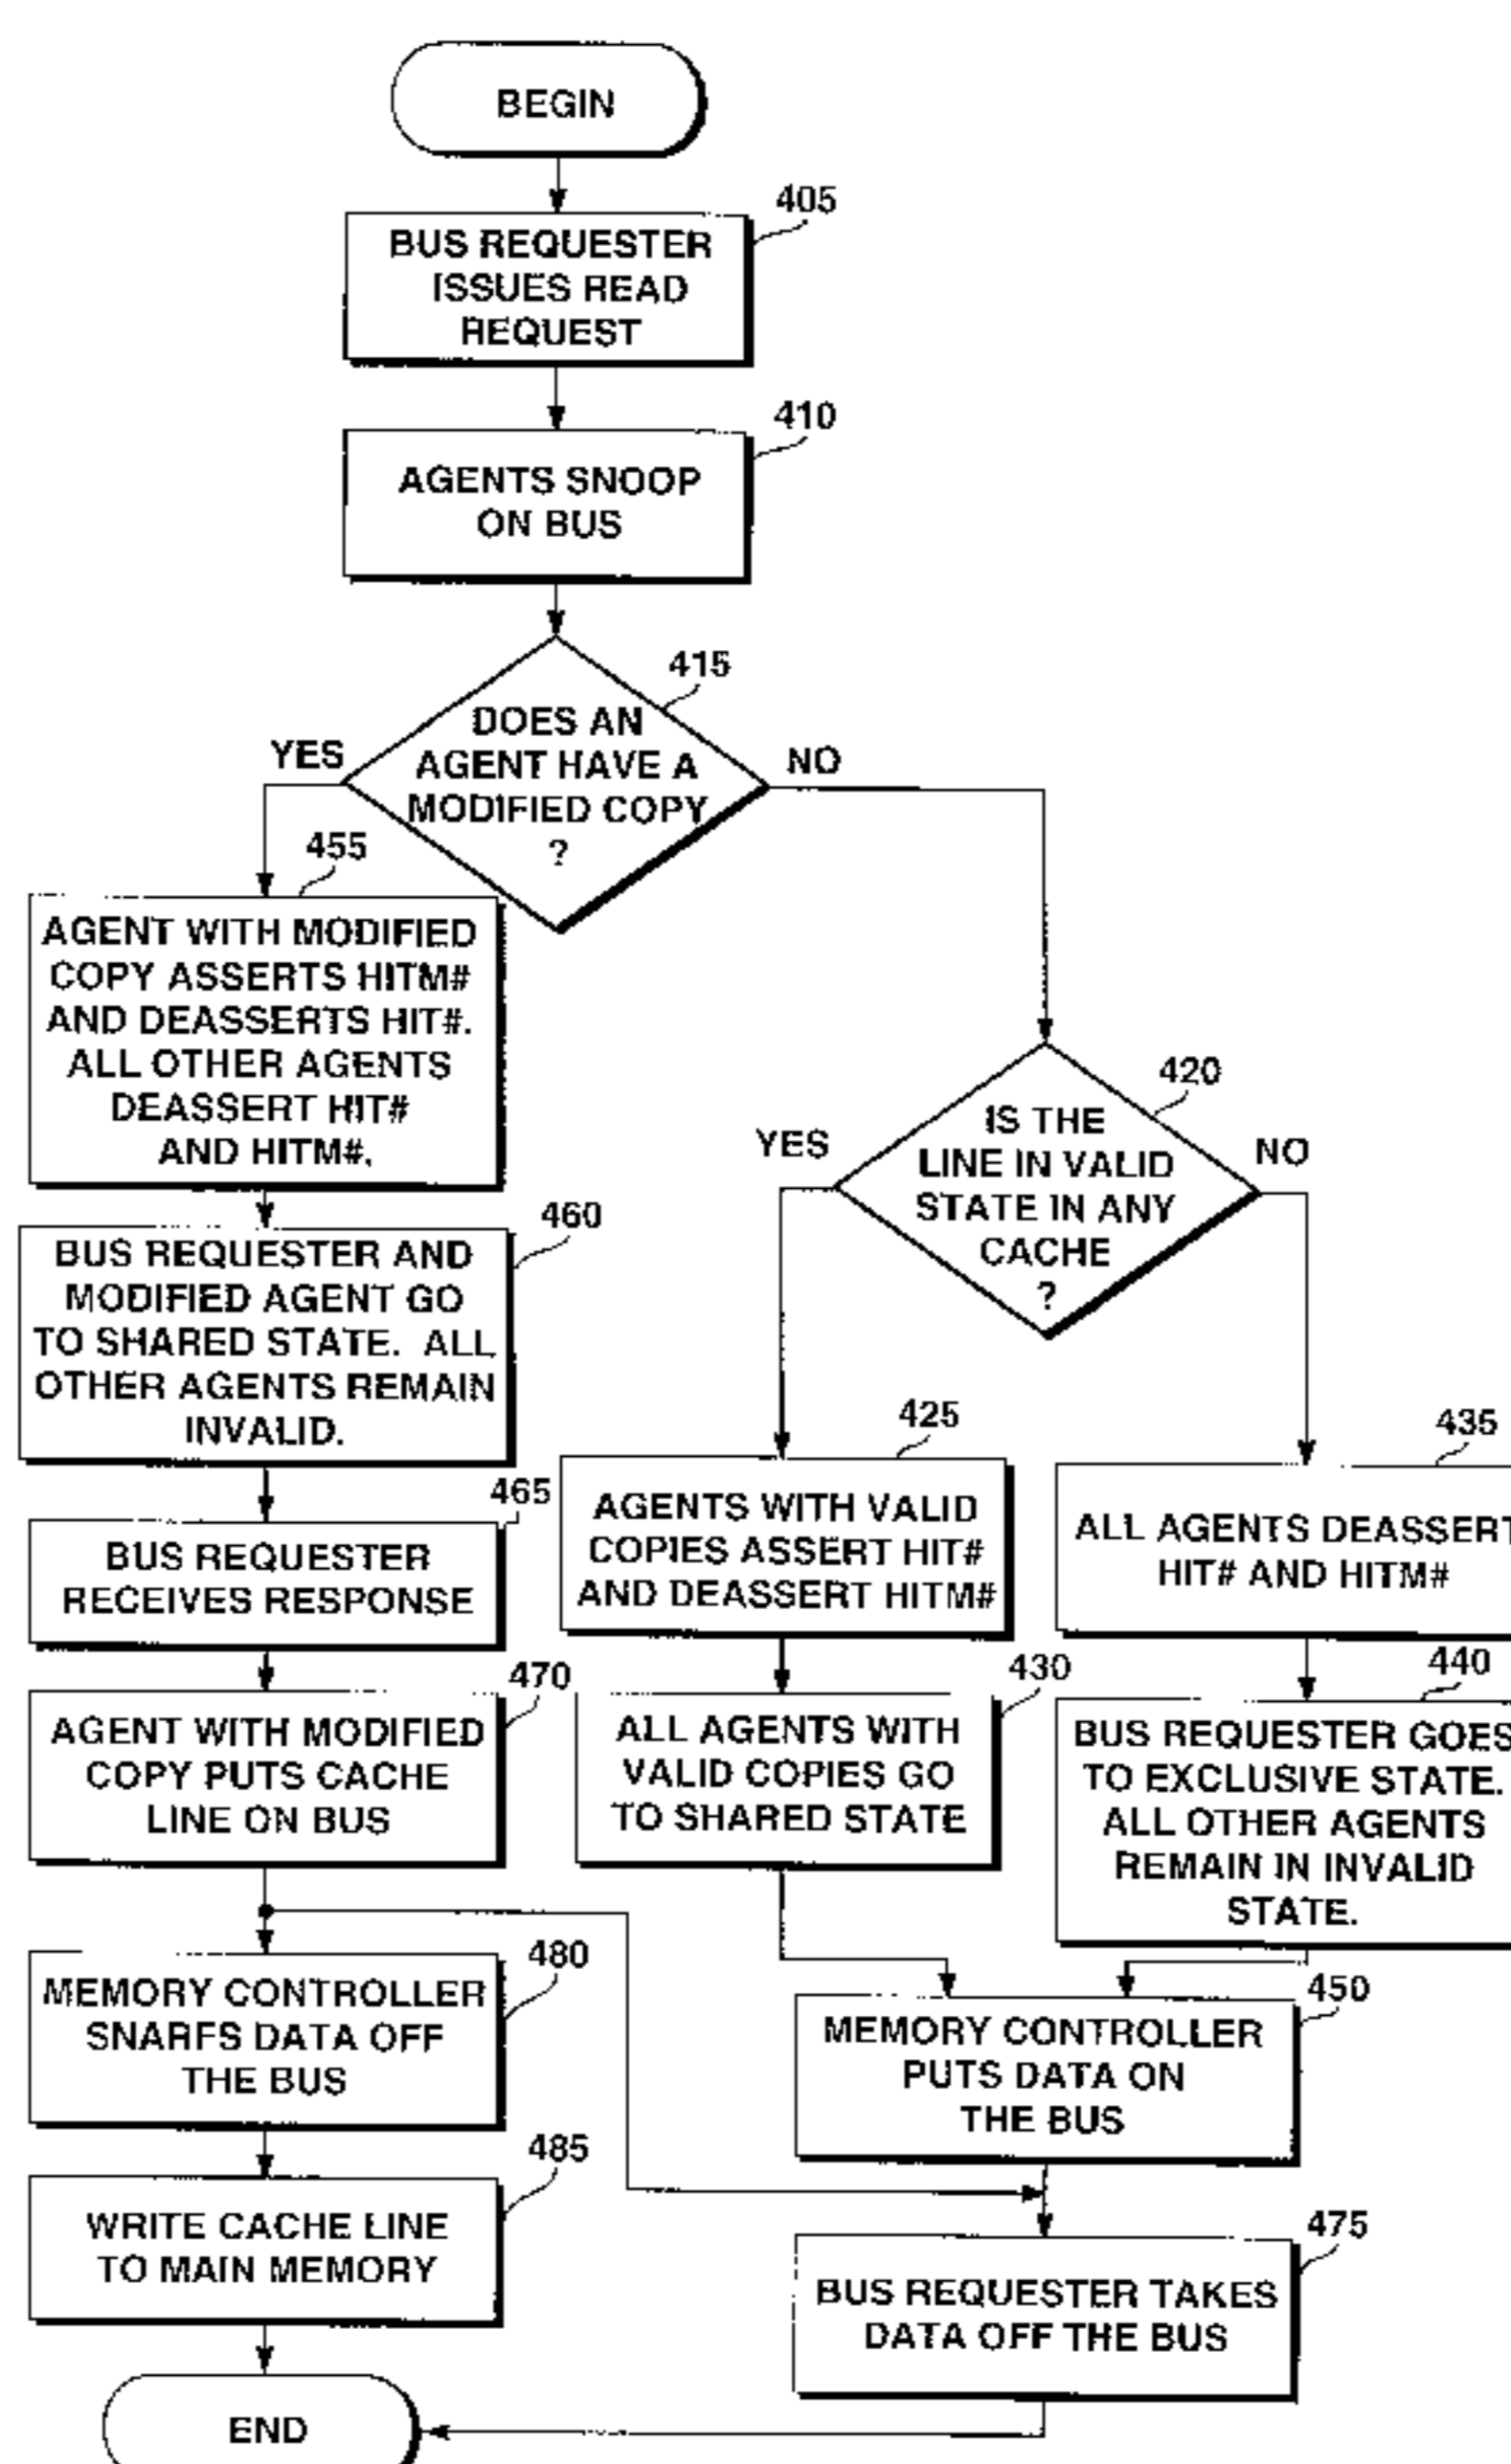 BEGIN
405
BUS REQUESTER
ISSUES READ
REQUEST
410
AGENTS SNOOP
ON BUS
415
DOES AN
AGENT HAVE A
MODIFIED COPY
?
YES
NO
455
AGENT WITH MODIFIED
COPY ASSERTS HITM#
AND DEASSERTS HIT#.
ALL OTHER AGENTS
DEASSERT HIT#
AND HITM#.
460
BUS REQUESTER AND
MODIFIED AGENT GO
TO SHARED STATE. ALL
OTHER AGENTS REMAIN
INVALID.
465
BUS REQUESTER
RECEIVES RESPONSE
470
AGENT WITH MODIFIED
COPY PUTS CACHE
LINE ON BUS
480
MEMORY CONTROLLER
SNARFS DATA OFF
THE BUS
485
WRITE CACHE LINE
TO MAIN MEMORY
END
420
IS THE
LINE IN VALID
STATE IN ANY
CACHE
?
YES
NO
425
AGENTS WITH VALID
COPIES ASSERT HIT#
AND DEASSERT HITM#
430
ALL AGENTS WITH
VALID COPIES GO
TO SHARED STATE
435
ALL AGENTS DEASSERT
HIT# AND HITM#
440
BUS REQUESTER GOES
TO EXCLUSIVE STATE.
ALL OTHER AGENTS
REMAIN IN INVALID
STATE.
450
MEMORY CONTROLLER
PUTS DATA ON
THE BUS
475
BUS REQUESTER TAKES
DATA OFF THE BUS